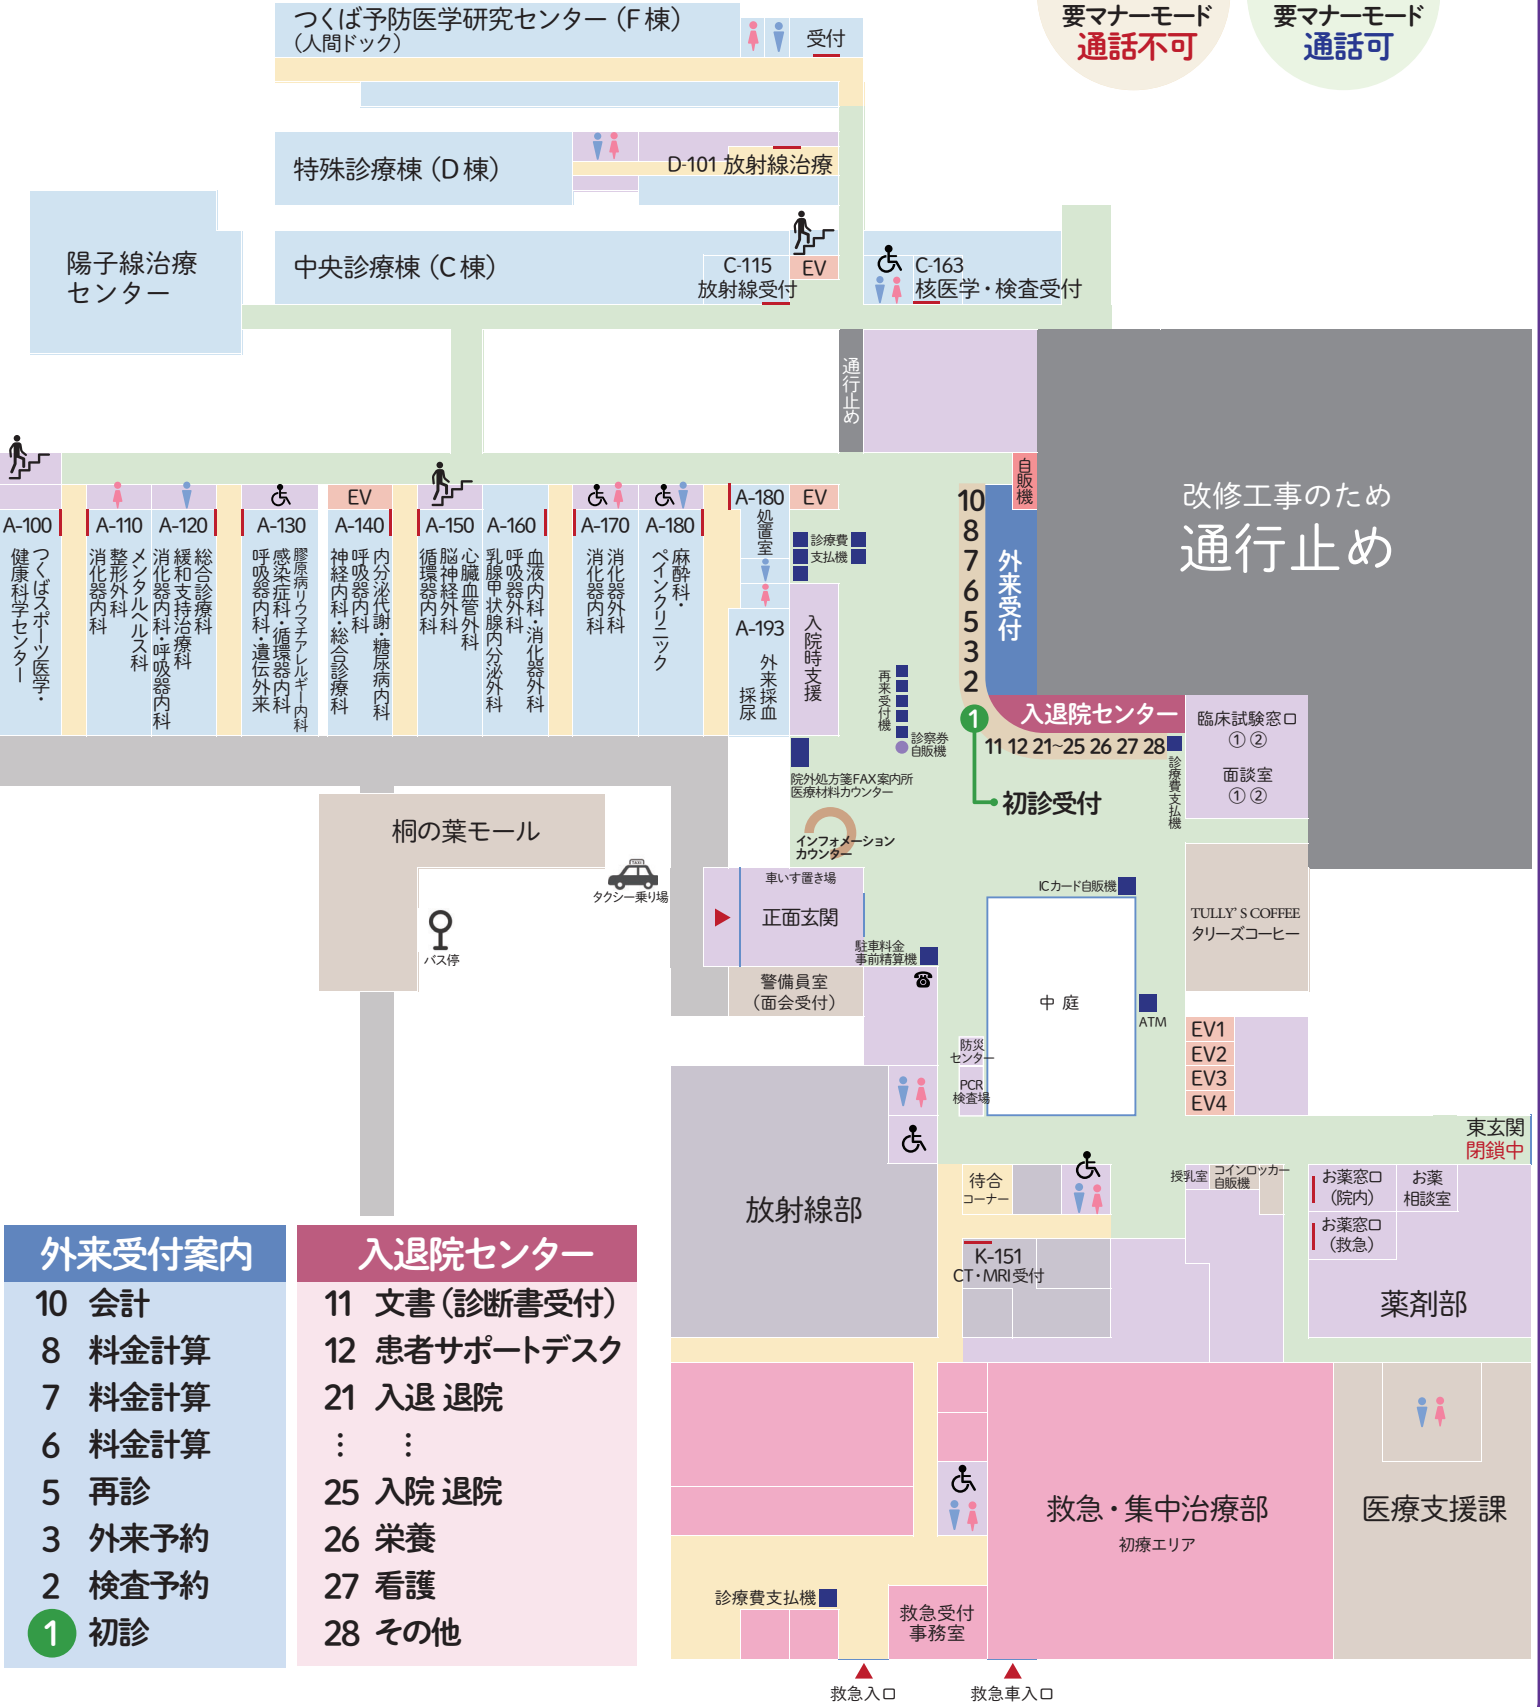 つくば予防医学研究センター（F棟）
（人間ドック）
受付
要マナーモード
通話不可
要マナーモード
通話可
特殊診療棟（D棟）
D-101 放射線治療
陽子線治療
センター
中央診療棟（C棟）
C-115
放射線受付
EV
C-163
核医学・検査受付
通行止め
改修工事のため
通行止め
自販機
外来受付
10
8
7
6
5
3
2
1
入退院センター
11 12 21~25 26 27 28
初診受付
A-100
つくばスポーツ医学・
健康科学センター
A-110
メンタルヘルス科
整形外科
消化器内科
A-120
総合診療科
緩和支持治療科
消化器内科・呼吸器内科
A-130
膠原病リウマチアレルギー内科
感染症科・循環器内科
呼吸器内科・遺伝外来
EV
A-140
内分泌代謝・糖尿病内科
呼吸器内科
神経内科・総合診療科
A-150
心臓血管外科
脳神経外科
循環器内科
A-160
血液内科・消化器外科
呼吸器外科
乳腺甲状腺内分泌外科
A-170
消化器外科
消化器内科
A-180
麻酔科・
ペインクリニック
A-180
処置室
EV
診療費
支払機
A-193
外来採血
採尿
入院時支援
再来受付機
診察券
自販機
院外処方箋FAX案内所
医療材料カウンター
インフォメーション
カウンター
診療費支払機
臨床試験窓口
①②
面談室
①②
桐の葉モール
タクシー乗り場
TAXI
バス停
車いす置き場
正面玄関
駐車料金
事前精算機
警備員室
（面会受付）
ICカード自販機
中庭
ATM
TULLY'S COFFEE
タリーズコーヒー
EV1
EV2
EV3
EV4
防災
センター
PCR
検査場
東玄関
閉鎖中
放射線部
待合
コーナー
K-151
CT・MRI受付
授乳室
コインロッカー
自販機
お薬窓口
（院内）
お薬
相談室
お薬窓口
（救急）
薬剤部
外来受付案内
10 会計
8 料金計算
7 料金計算
6 料金計算
5 再診
3 外来予約
2 検査予約
1 初診
入退院センター
11 文書（診断書受付）
12 患者サポートデスク
21 入退 退院
⋮ ⋮
25 入院 退院
26 栄養
27 看護
28 その他
救急・集中治療部
初療エリア
医療支援課
診療費支払機
救急受付
事務室
救急入口
救急車入口